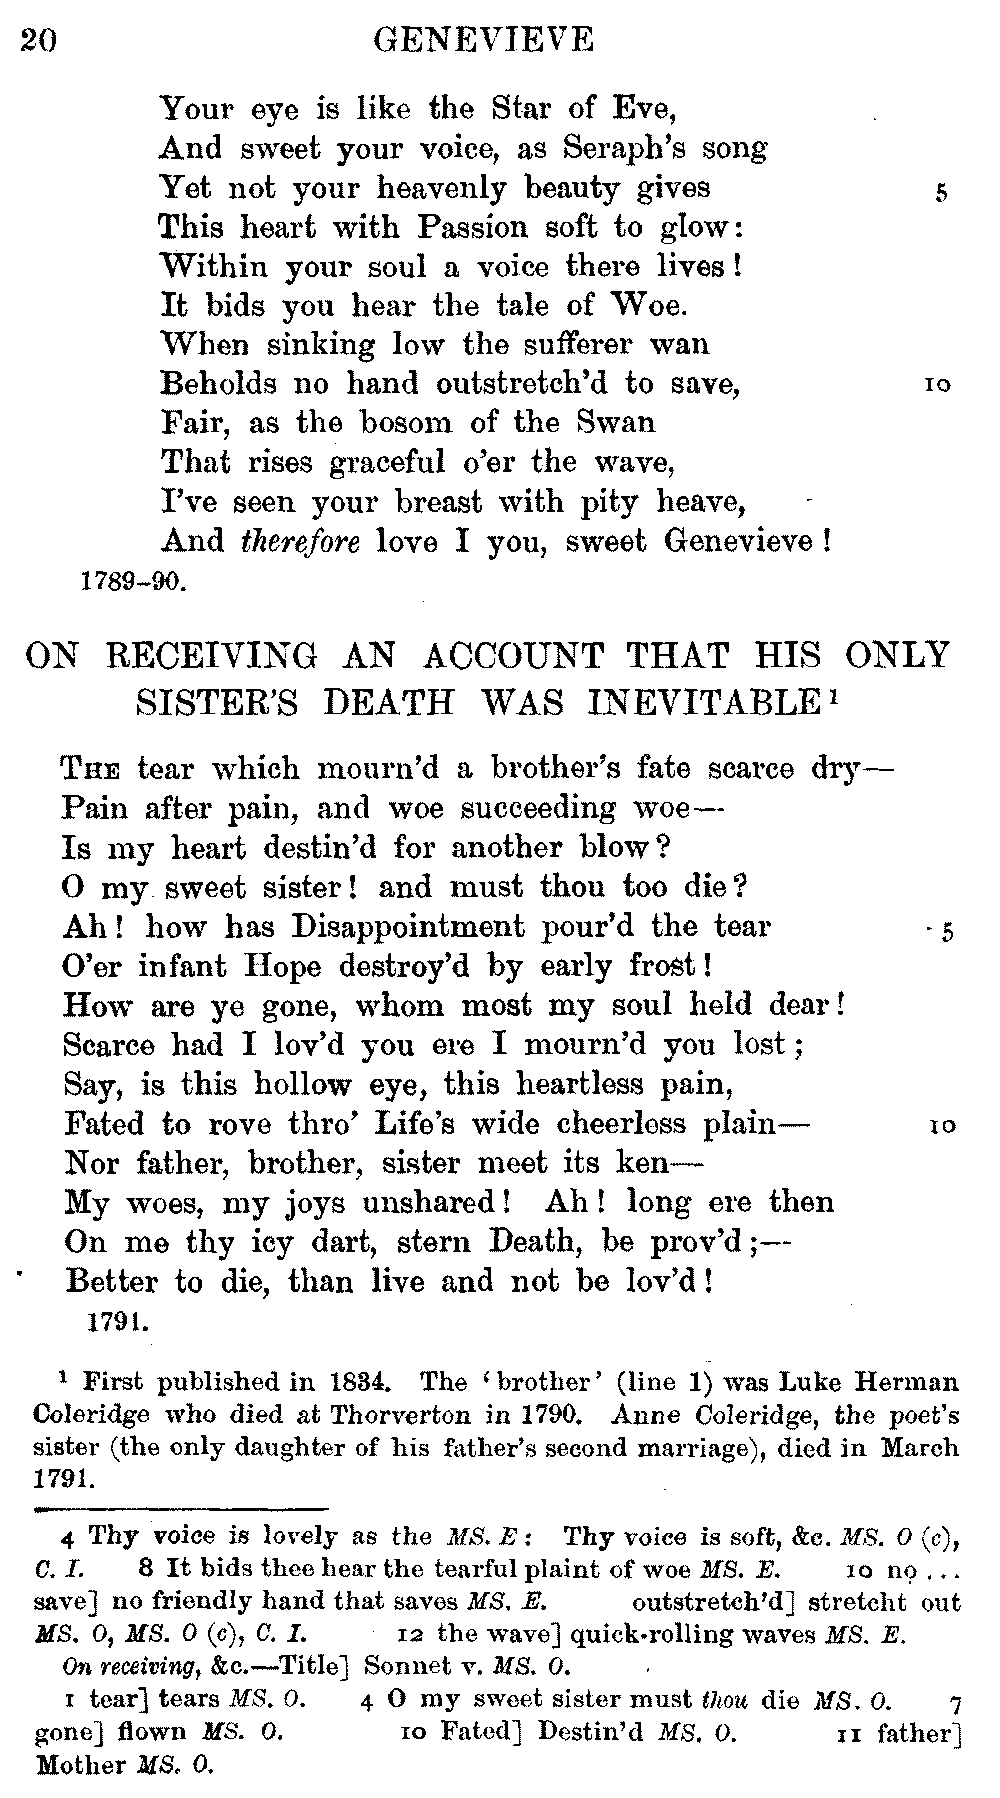 20 GENEVIEVE
Your eye is like the Star of Eve,
And sweet your voice, as Seraph's song
Yet not your heavenly beauty gives 5
This heart with Passion soft to glow:
Within your soul a voice there lives!
It bids you hear the tale of Woe.
When sinking low the sufferer wan
Beholds no hand outstretch'd to save, 10
Fair, as the bosom of the Swan
That rises graceful o'er the wave,
I've seen your breast with pity heave,
And therefore love I you, sweet Genevieve!
1789-90.
ON RECEIVING AN ACCOUNT THAT HIS ONLY
SISTER'S DEATH WAS INEVITABLE¹
THE tear which mourn'd a brother's fate scarce dry—
Pain after pain, and woe succeeding woe—
Is my heart destin'd for another blow?
O my sweet sister! and must thou too die?
Ah! how has Disappointment pour'd the tear 5
O'er infant Hope destroy'd by early frost!
How are ye gone, whom most my soul held dear!
Scarce had I lov'd you ere I mourn'd you lost;
Say, is this hollow eye, this heartless pain,
Fated to rove thro' Life's wide cheerless plain— 10
Nor father, brother, sister meet its ken—
My woes, my joys unshared! Ah! long ere then
On me thy icy dart, stern Death, be prov'd;—
Better to die, than live and not be lov'd!
1791.
¹ First published in 1834. The 'brother' (line 1) was Luke Herman
Coleridge who died at Thorverton in 1790. Anne Coleridge, the poet's
sister (the only daughter of his father's second marriage), died in March
1791.
4 Thy voice is lovely as the MS. E: Thy voice is soft, &c. MS. O (c),
C. I. 8 It bids thee hear the tearful plaint of woe MS. E. 10 no ...
save] no friendly hand that saves MS. E. outstretch'd] stretcht out
MS. O, MS. O (c), C. I. 12 the wave] quick-rolling waves MS. E.
On receiving, &c.—Title] Sonnet v. MS. O.
1 tear] tears MS. O. 4 O my sweet sister must thou die MS. O. 7
gone] flown MS. O. 10 Fated] Destin'd MS. O. 11 father]
Mother MS. O.